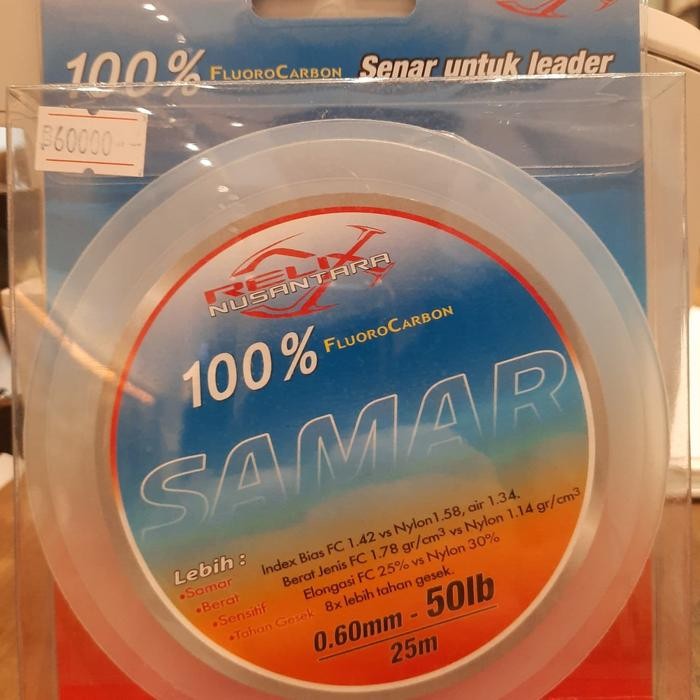 100% FLUOROCARBON Senar untuk leader
60000
RELIX
NUSANTARA
100% FLUOROCARBON
SAMAR
Lebih :
•Samar
•Berat
•Sensitif
•Tahan Gesek
Index Bias FC 1.42 vs Nylon1.58, air 1.34.
Berat Jenis FC 1.78 gr/cm³ vs Nylon 1.14 gr/cm³
Elongasi FC 25% vs Nylon 30%
8x lebih tahan gesek.
0.60mm - 50lb
25m